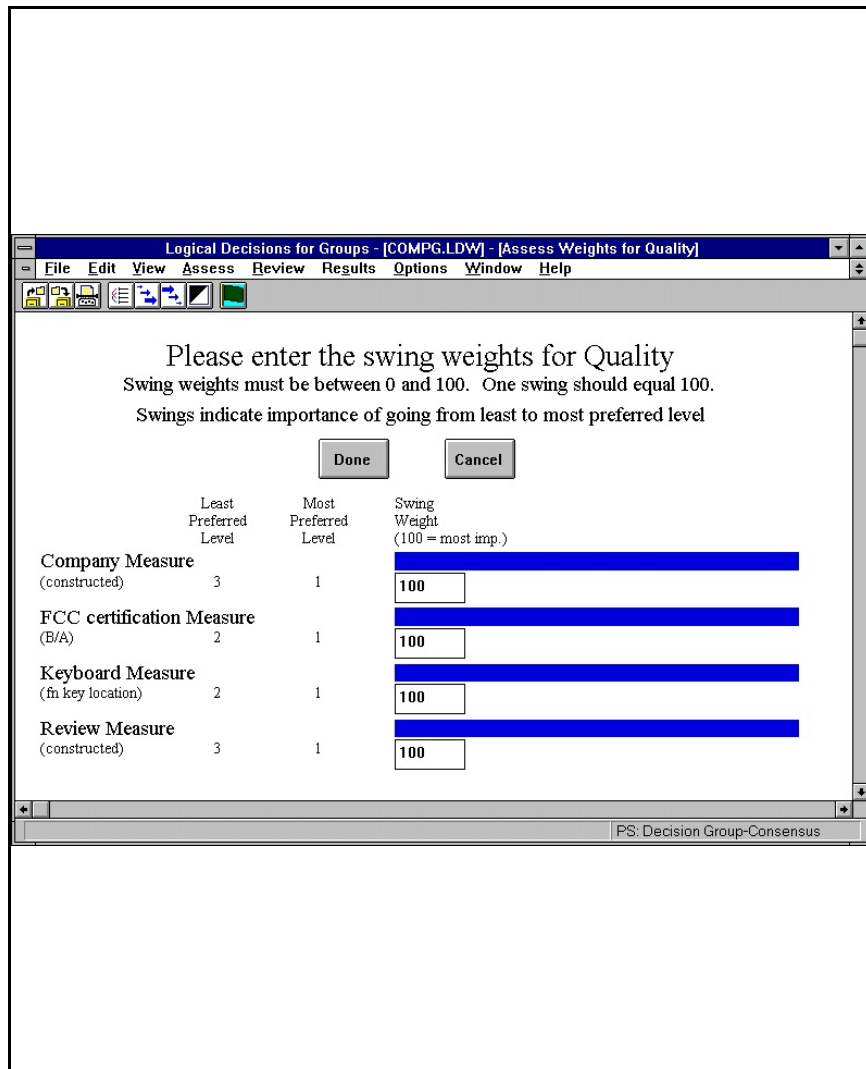 Logical Decisions for Groups - [COMPG.LDW] - [Assess Weights for Quality]
File Edit View Assess Review Results Options Window Help
Please enter the swing weights for Quality
Swing weights must be between 0 and 100. One swing should equal 100.
Swings indicate importance of going from least to most preferred level
Done Cancel
Least Most Swing
Preferred Preferred Weight
Level Level (100 = most imp.)
Company Measure
(constructed) 3 1 100
FCC certification Measure
(B/A) 2 1 100
Keyboard Measure
(fn key location) 2 1 100
Review Measure
(constructed) 3 1 100
PS: Decision Group-Consensus